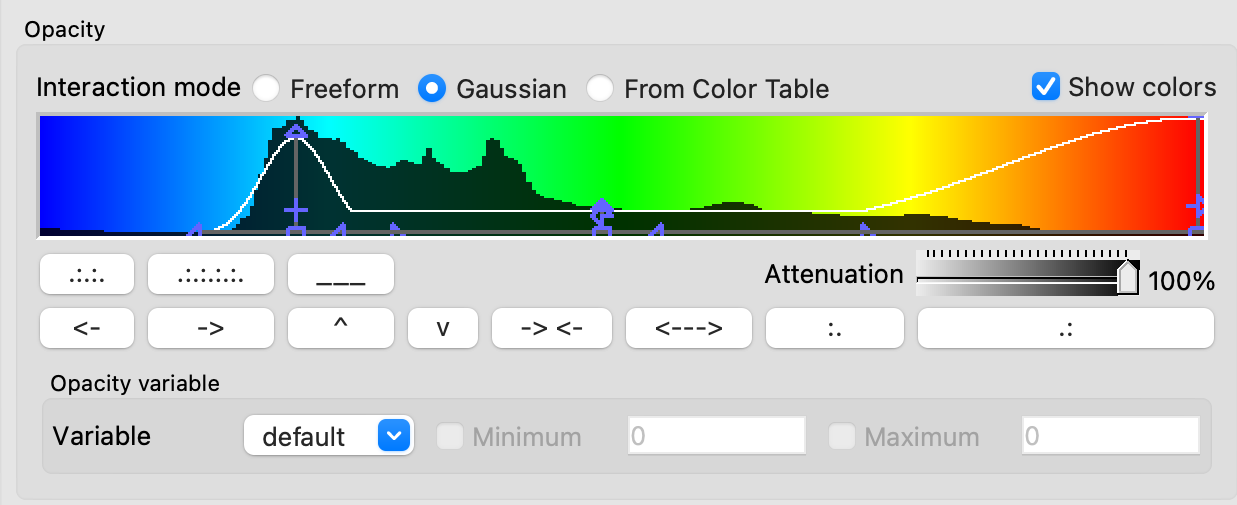 Opacity
Interaction mode Freeform Gaussian From Color Table Show colors
.:.:. .:.:.:.:. ___ Attenuation 100%
<- -> ^ v -> <- <---> :. .:
Opacity variable
Variable default Minimum 0 Maximum 0